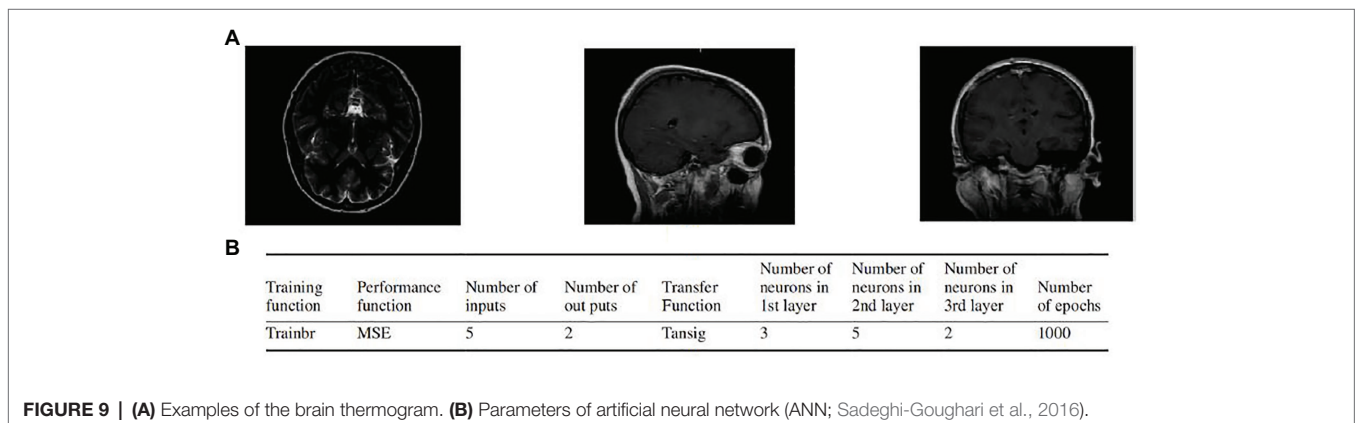 A
B
Training function Performance function Number of inputs Number of out puts Transfer Function Number of neurons in 1st layer Number of neurons in 2nd layer Number of neurons in 3rd layer Number of epochs
Trainbr MSE 5 2 Tansig 3 5 2 1000
FIGURE 9 | (A) Examples of the brain thermogram. (B) Parameters of artificial neural network (ANN; Sadeghi-Goughari et al., 2016).